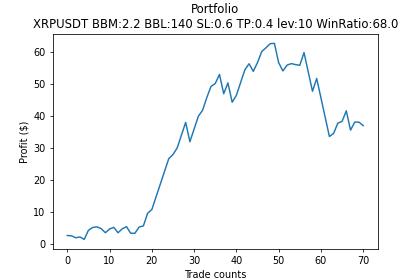 Portfolio
XRPUSDT BBM:2.2 BBL:140 SL:0.6 TP:0.4 lev:10 WinRatio:68.0
60
50
40
30
20
10
0
Profit ($)
0 10 20 30 40 50 60 70
Trade counts